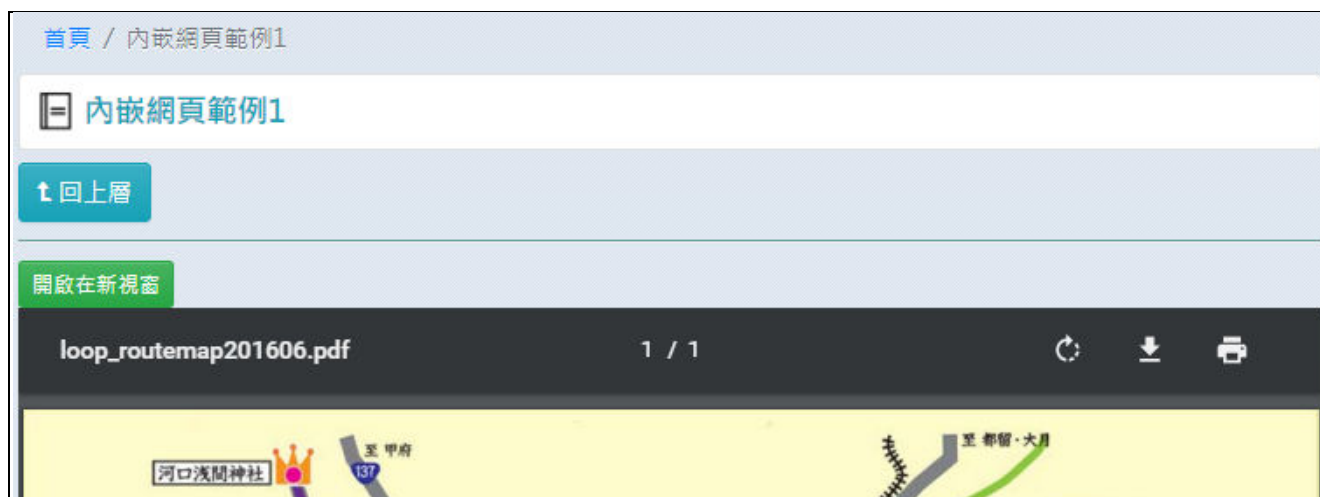 首頁 / 內嵌網頁範例1
內嵌網頁範例1
回上層
開啟在新視窗
loop_routemap201606.pdf 1 / 1
至 甲府
至 都留·大月
河口浅間神社
137